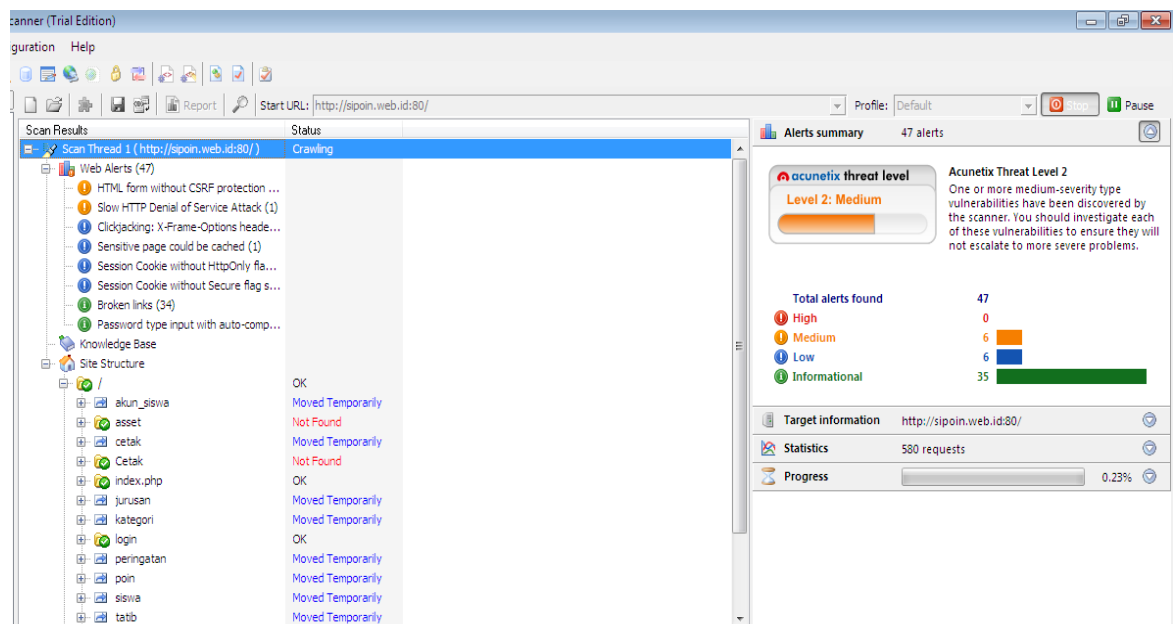 canner (Trial Edition)
guration Help
Report Start URL: http://sipoin.web.id:80/ Profile: Default Stop Pause
Scan Results Status
Scan Thread 1 ( http://sipoin.web.id:80/ ) Crawling
Web Alerts (47)
HTML form without CSRF protection ...
Slow HTTP Denial of Service Attack (1)
Clickjacking: X-Frame-Options heade...
Sensitive page could be cached (1)
Session Cookie without HttpOnly fla...
Session Cookie without Secure flag s...
Broken links (34)
Password type input with auto-comp...
Knowledge Base
Site Structure
/ OK
akun_siswa Moved Temporarily
asset Not Found
cetak Moved Temporarily
Cetak Not Found
index.php OK
jurusan Moved Temporarily
kategori Moved Temporarily
login OK
peringatan Moved Temporarily
poin Moved Temporarily
siswa Moved Temporarily
tatib Moved Temporarily
Alerts summary 47 alerts
acunetix threat level
Level 2: Medium
Acunetix Threat Level 2
One or more medium-severity type
vulnerabilities have been discovered by
the scanner. You should investigate each
of these vulnerabilities to ensure they will
not escalate to more severe problems.
Total alerts found 47
High 0
Medium 6
Low 6
Informational 35
Target information http://sipoin.web.id:80/
Statistics 580 requests
Progress 0.23%